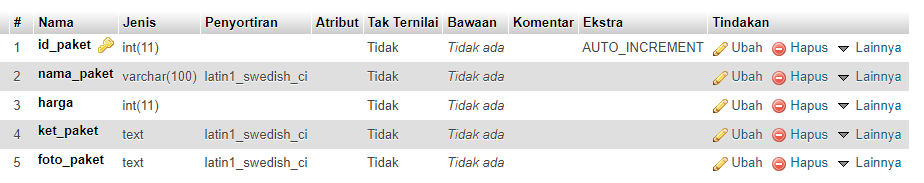 # Nama Jenis Penyortiran Atribut Tak Ternilai Bawaan Komentar Ekstra Tindakan
1 id_paket int(11) Tidak Tidak ada AUTO_INCREMENT Ubah Hapus Lainnya
2 nama_paket varchar(100) latin1_swedish_ci Tidak Tidak ada Ubah Hapus Lainnya
3 harga int(11) Tidak Tidak ada Ubah Hapus Lainnya
4 ket_paket text latin1_swedish_ci Tidak Tidak ada Ubah Hapus Lainnya
5 foto_paket text latin1_swedish_ci Tidak Tidak ada Ubah Hapus Lainnya